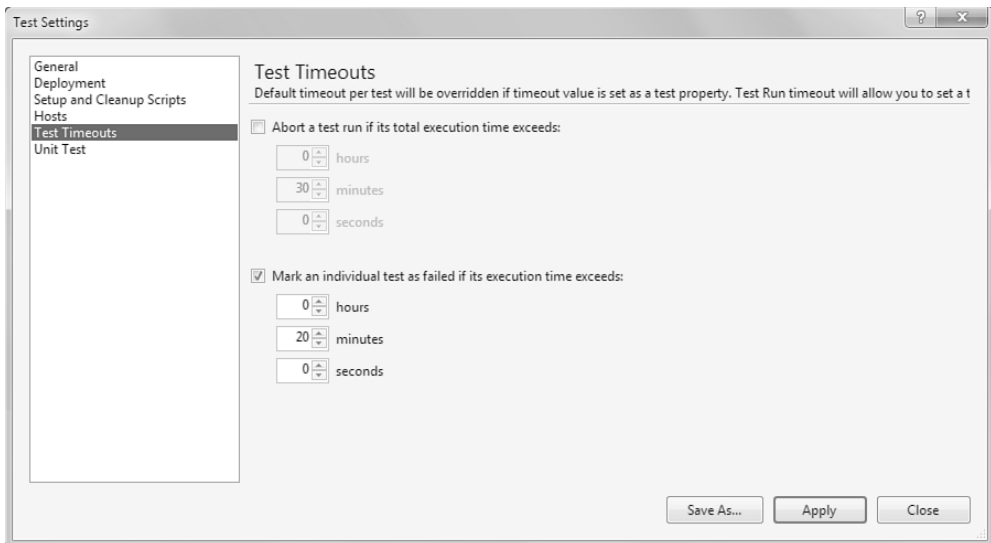 Test Settings
General
Deployment
Setup and Cleanup Scripts
Hosts
Test Timeouts
Unit Test
Test Timeouts
Default timeout per test will be overridden if timeout value is set as a test property. Test Run timeout will allow you to set a t
Abort a test run if its total execution time exceeds:
0 hours
30 minutes
0 seconds
Mark an individual test as failed if its execution time exceeds:
0 hours
20 minutes
0 seconds
Save As...
Apply
Close